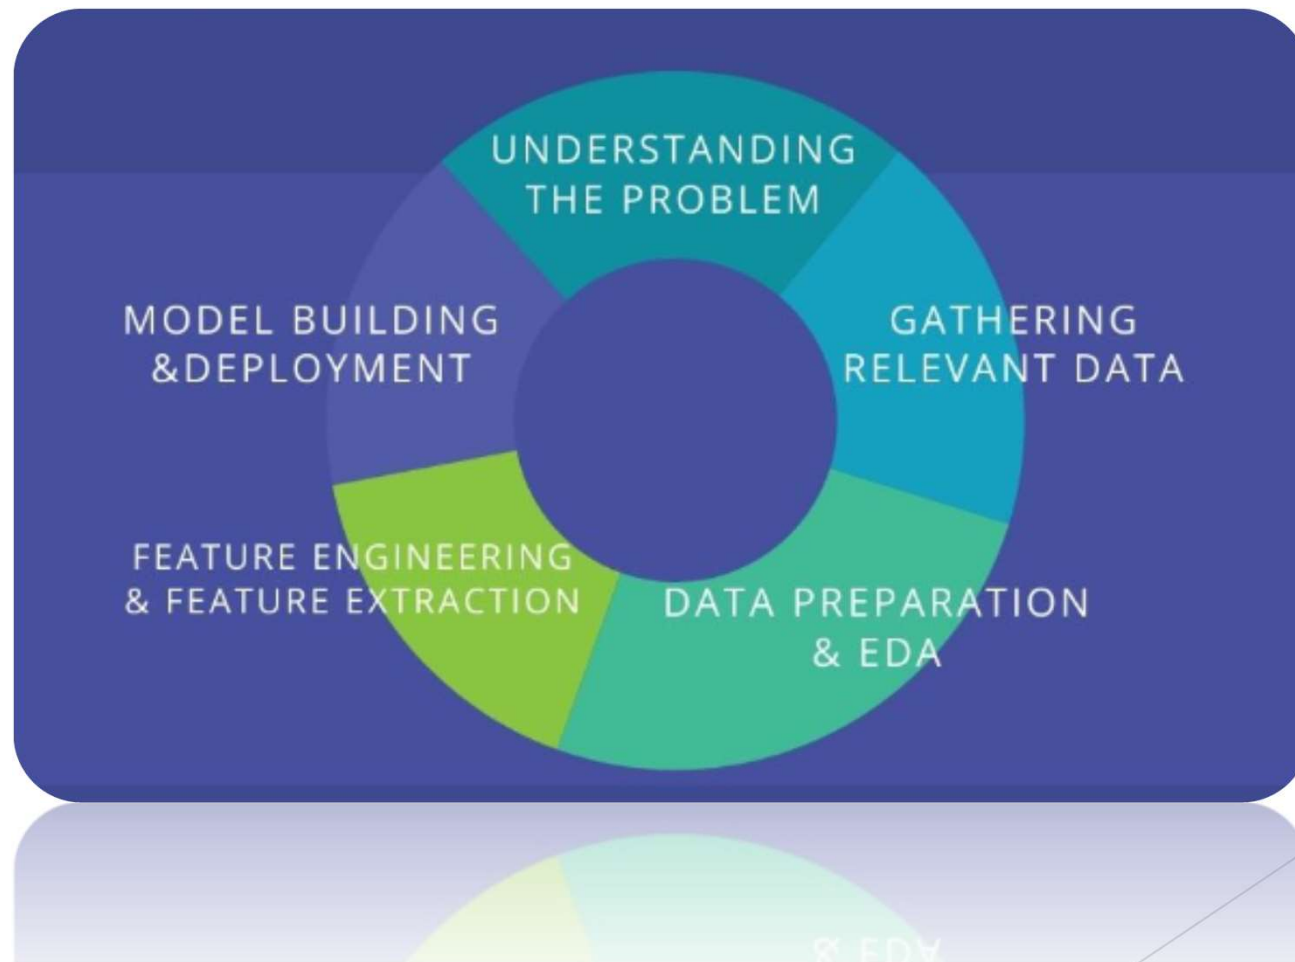 UNDERSTANDING
THE PROBLEM
GATHERING
RELEVANT DATA
DATA PREPARATION
& EDA
FEATURE ENGINEERING
& FEATURE EXTRACTION
MODEL BUILDING
&DEPLOYMENT